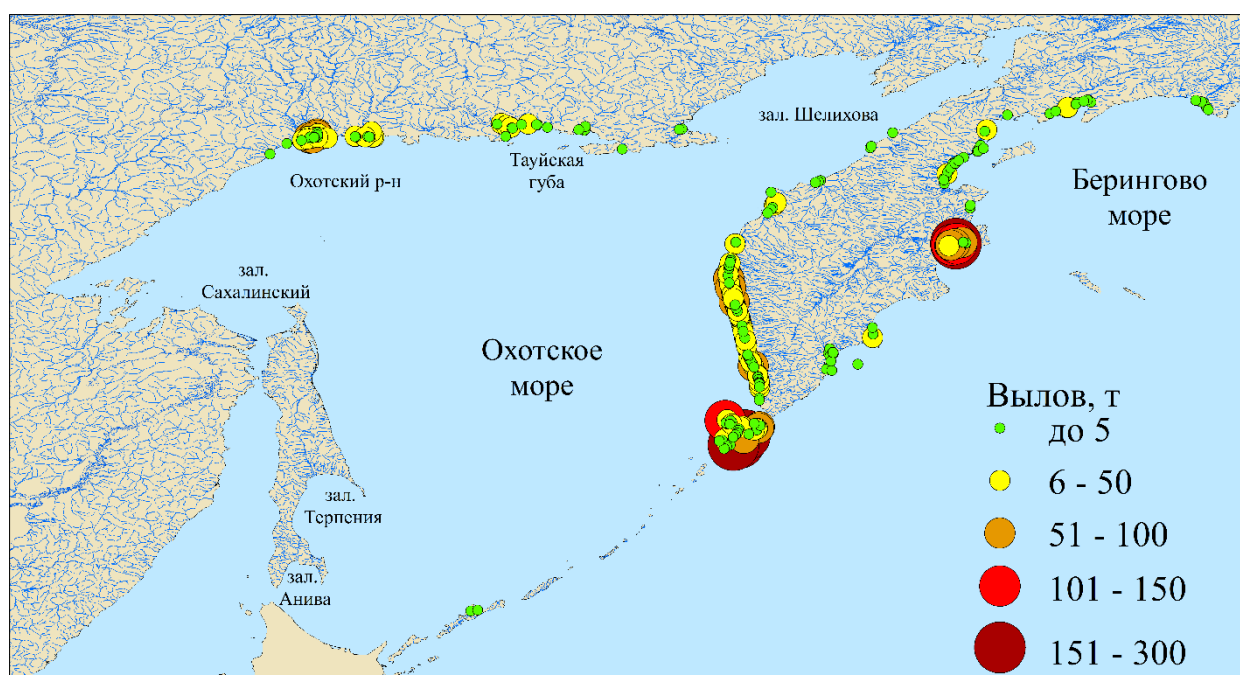 зал. Шелихова
Тауйская
губа
Охотский р-н
Берингово
море
зал.
Сахалинский
Охотское
море
Вылов, т
до 5
6 - 50
51 - 100
101 - 150
151 - 300
зал.
Терпения
зал.
Анива